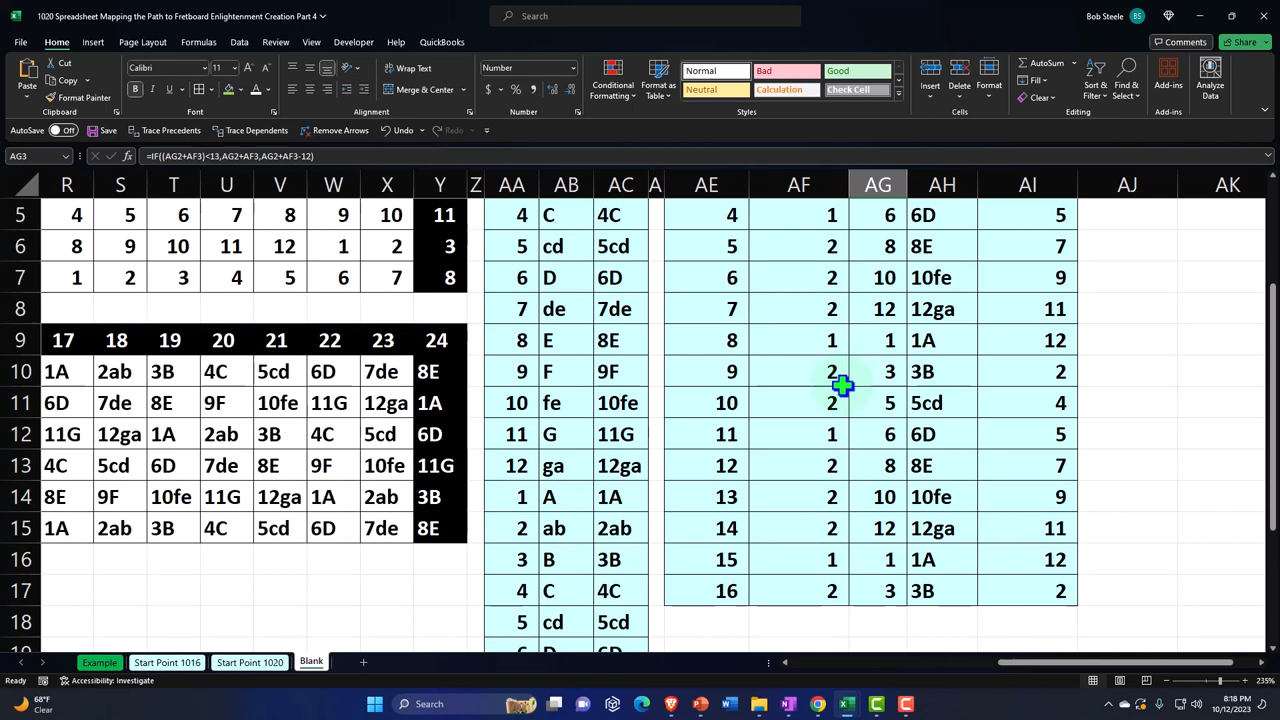 1020 Spreadsheet Mapping the Path to Fretboard Enlightenment Creation Part 4
Search
Bob Steele
BS
File Home Insert Page Layout Formulas Data Review View Developer Help QuickBooks
Comments
Share
Cut
Copy
Format Painter
Paste
Clipboard
Calibri 11
B I U
Font
Wrap Text
Merge & Center
Alignment
Number
$ % 9
Number
Conditional Formatting
Format as Table
Normal Bad Good
Neutral Calculation Check Cell
Styles
Insert Delete Format
Cells
AutoSum
Fill
Clear
Sort & Filter
Find & Select
Editing
Add-ins
Add-ins
Analyze Data
AutoSave Off Save Trace Precedents Trace Dependents Remove Arrows Undo Redo
AG3 fx =IF((AG2+AF3)<13,AG2+AF3,AG2+AF3-12)
R S T U V W X Y Z AA AB AC A AE AF AG AH AI AJ AK
5 4 5 6 7 8 9 10 11 4 C 4C 4 1 6 6D 5
6 8 9 10 11 12 1 2 3 5 cd 5cd 5 2 8 8E 7
7 1 2 3 4 5 6 7 8 6 D 6D 6 2 10 10fe 9
8 7 de 7de 7 2 12 12ga 11
9 17 18 19 20 21 22 23 24 8 E 8E 8 1 1 1A 12
10 1A 2ab 3B 4C 5cd 6D 7de 8E 9 F 9F 9 2 3 3B 2
11 6D 7de 8E 9F 10fe 11G 12ga 1A 10 fe 10fe 10 2 5 5cd 4
12 11G 12ga 1A 2ab 3B 4C 5cd 6D 11 G 11G 11 1 6 6D 5
13 4C 5cd 6D 7de 8E 9F 10fe 11G 12 ga 12ga 12 2 8 8E 7
14 8E 9F 10fe 11G 12ga 1A 2ab 3B 1 A 1A 13 2 10 10fe 9
15 1A 2ab 3B 4C 5cd 6D 7de 8E 2 ab 2ab 14 2 12 12ga 11
16 3 B 3B 15 1 1 1A 12
17 4 C 4C 16 2 3 3B 2
18 5 cd 5cd
Example Start Point 1016 Start Point 1020 Blank
Ready Accessibility: Investigate 235%
68°F
Clear
Search
8:18 PM
10/12/2023